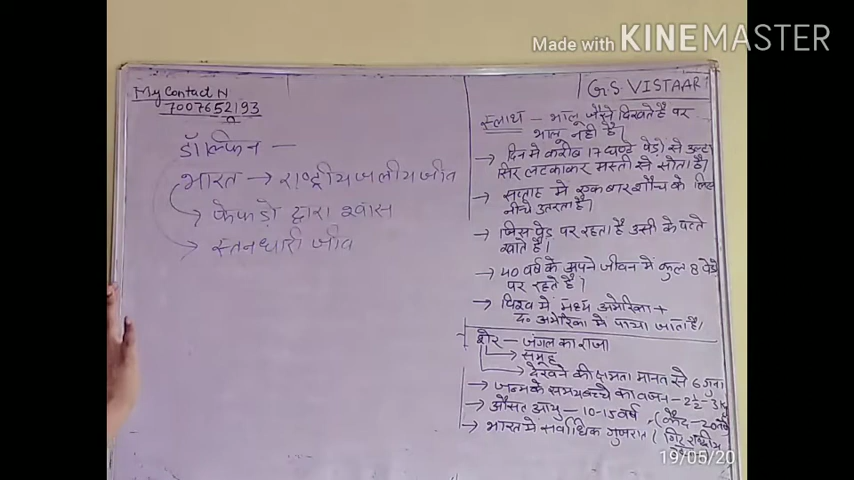 Made with KINEMASTER
My Contact N
7007652193
डॉल्फिन –
भारत → राष्ट्रीय जलीय जीव
→ फेफड़ो द्वारा श्वांस
→ स्तनधारी जीव
G.S VISTAAR
स्लाथ – भालू जैसे दिखते है पर
भालू नही है।
→ दिन मे करीब 17 घण्टे पेड़ो से उल्टा
सिर लटकाकर मस्ती से सोता है।
→ सप्ताह मे एक बार शौच के लिए
नीचे उतरता है।
→ जिस पेड़ पर रहता है उसी के पत्ते
खाते है।
→ 40 वर्ष के अपने जीवन मे कुल 8 पेड़ो
पर रहते है।
→ विश्व मे मध्य अमेरिका +
द० अमेरिका मे पाया जाता है।
शेर – जंगल का राजा
→ समूह
→ देखने की क्षमता मानव से 6 गुना
→ जन्म के समय बच्चे का वजन – 2½ – 3 Kg
→ औसत आयु – 10-15 वर्ष, (कैद – 20 वर्ष
→ भारत मे सर्वाधिक गुजरात (गिर राष्ट्रीय
19/05/20